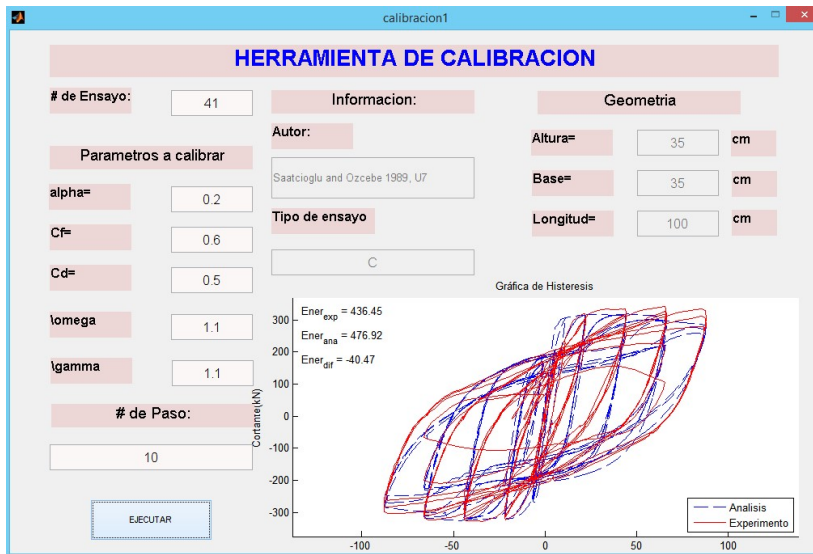 calibracion1
HERRAMIENTA DE CALIBRACION
# de Ensayo:
41
Parametros a calibrar
alpha=
0.2
Cf=
0.6
Cd=
0.5
\omega
1.1
\gamma
1.1
# de Paso:
10
EJECUTAR
Informacion:
Autor:
Saatcioglu and Ozcebe 1989, U7
Tipo de ensayo
C
Geometria
Altura=
35
cm
Base=
35
cm
Longitud=
100
cm
Gráfica de Histeresis
Ener_exp = 436.45
Ener_ana = 476.92
Ener_dif = -40.47
Cortante(kN)
300
200
100
0
-100
-200
-300
-100
-50
0
50
100
Analisis
Experimento